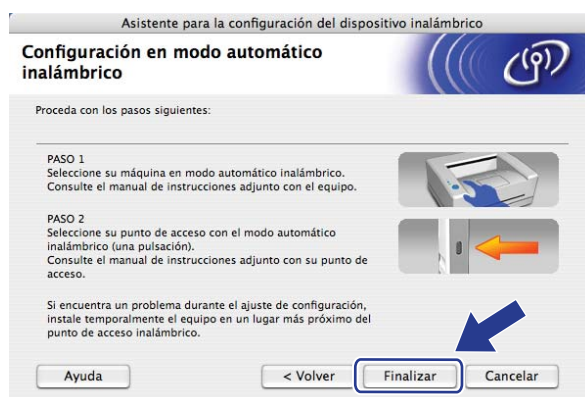 Asistente para la configuración del dispositivo inalámbrico
Configuración en modo automático
inalámbrico
Proceda con los pasos siguientes:
PASO 1
Seleccione su máquina en modo automático inalámbrico.
Consulte el manual de instrucciones adjunto con el equipo.
PASO 2
Seleccione su punto de acceso con el modo automático
inalámbrico (una pulsación).
Consulte el manual de instrucciones adjunto con su punto de
acceso.
Si encuentra un problema durante el ajuste de configuración,
instale temporalmente el equipo en un lugar más próximo del
punto de acceso inalámbrico.
Ayuda
< Volver
Finalizar
Cancelar